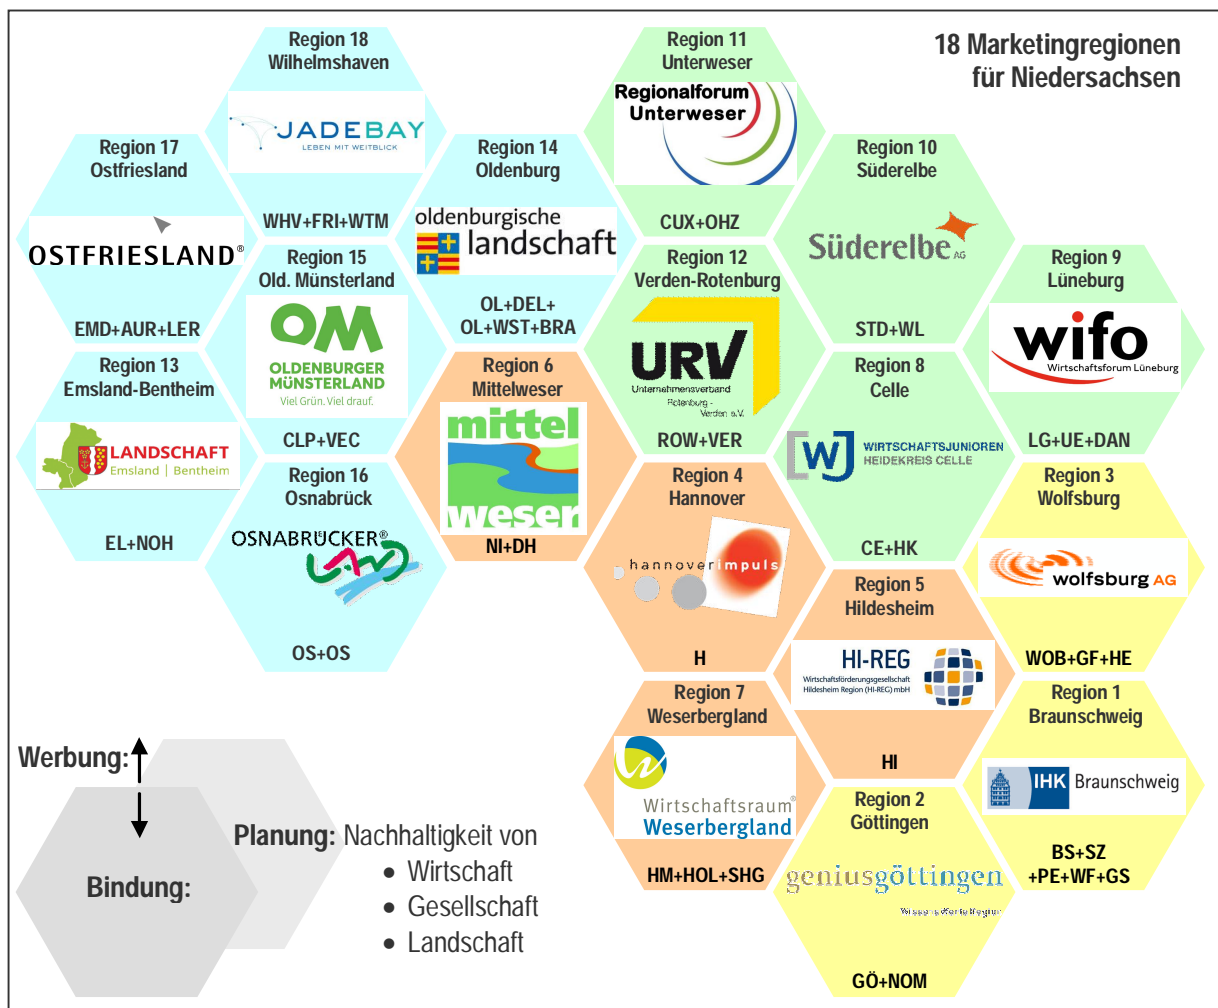 18 Marketingregionen
für Niedersachsen
Region 18
Wilhelmshaven
JADEBAY
LEBEN MIT WEITBLICK
WHV+FRI+WTM
Region 11
Unterweser
Regionalforum
Unterweser
CUX+OHZ
Region 17
Ostfriesland
OSTFRIESLAND®
EMD+AUR+LER
Region 14
Oldenburg
oldenburgische
landschaft
OL+DEL+
OL+WST+BRA
Region 10
Süderelbe
Süderelbe AG
STD+WL
Region 15
Old. Münsterland
OM
OLDENBURGER
MÜNSTERLAND
Viel Grün. Viel drauf.
CLP+VEC
Region 12
Verden-Rotenburg
URV
Unternehmensverband
Rotenburg -
Verden e.V.
ROW+VER
Region 9
Lüneburg
wifo
Wirtschaftsforum Lüneburg
LG+UE+DAN
Region 13
Emsland-Bentheim
LANDSCHAFT
Emsland | Bentheim
EL+NOH
Region 6
Mittelweser
mittel
weser
NI+DH
Region 8
Celle
WJ
WIRTSCHAFTSJUNIOREN
HEIDEKREIS CELLE
CE+HK
Region 16
Osnabrück
OSNABRÜCKER®
LAND
OS+OS
Region 4
Hannover
hannoverimpuls
H
Region 3
Wolfsburg
wolfsburg AG
WOB+GF+HE
Region 5
Hildesheim
HI-REG
Wirtschaftsförderungsgesellschaft
Hildesheim Region (HI-REG) mbH
HI
Region 7
Weserbergland
Wirtschaftsraum®
Weserbergland
HM+HOL+SHG
Region 1
Braunschweig
IHK Braunschweig
BS+SZ
+PE+WF+GS
Region 2
Göttingen
geniusgöttingen
GÖ+NOM
Werbung:
Bindung:
Planung: Nachhaltigkeit von
• Wirtschaft
• Gesellschaft
• Landschaft